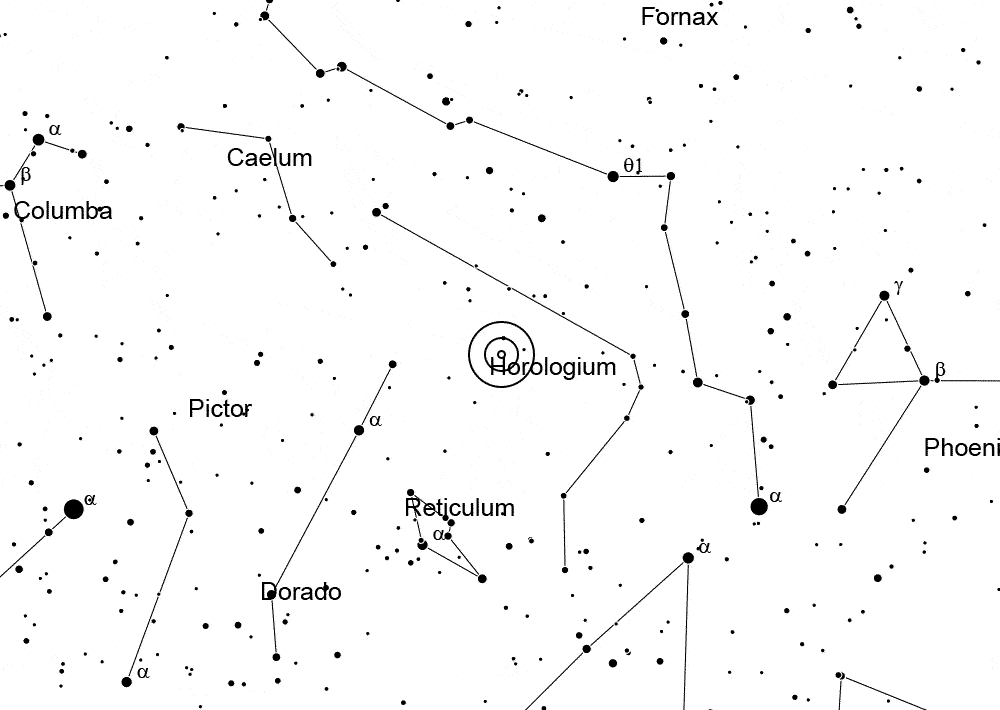 Fornax
α
Caelum
θ1
β
Columba
γ
Horologium
β
Pictor
α
Phoeni
α
Reticulum
α
α
α
Dorado
α